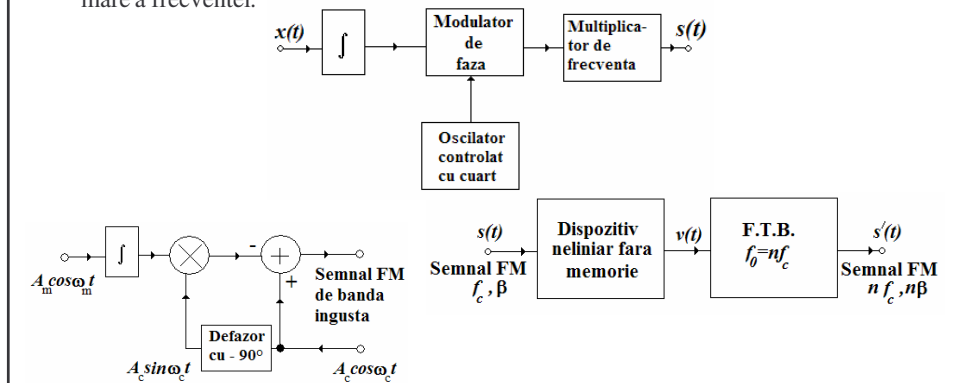 mare a frecventei.
x(t)
∫
Modulator
de
faza
Multiplica-
tor de
frecventa
s(t)
Oscilator
controlat
cu cuart
A_m cosω_m t
∫
×
-
+
+
Semnal FM
de banda
ingusta
Defazor
cu - 90°
A_c sinω_c t
A_c cosω_c t
s(t)
Semnal FM
f_c , β
Dispozitiv
neliniar fara
memorie
v(t)
F.T.B.
f_0=nf_c
s'(t)
Semnal FM
n f_c , nβ